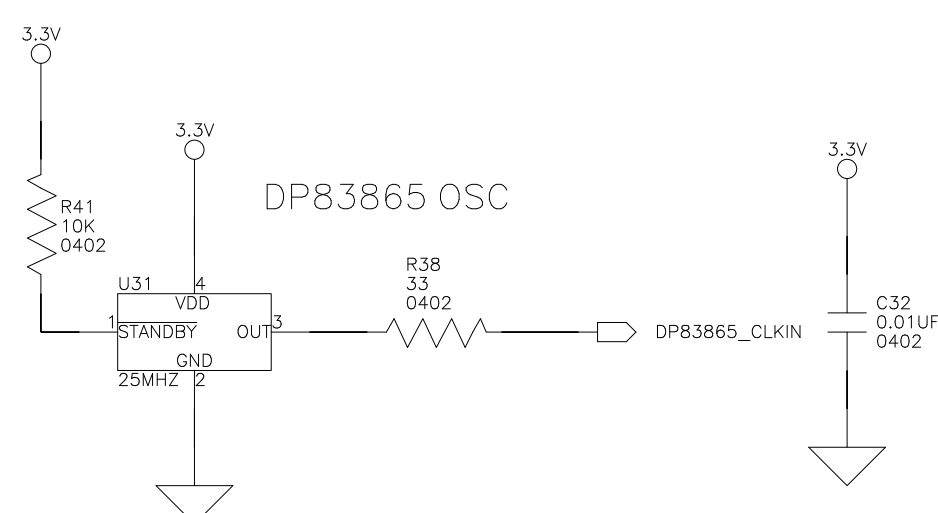 3.3V
3.3V
DP83865 OSC
3.3V
R41
10K
0402
R38
33
0402
U31
4
VDD
1
STANDBY
OUT
3
GND
25MHZ
2
DP83865_CLKIN
C32
0.01UF
0402